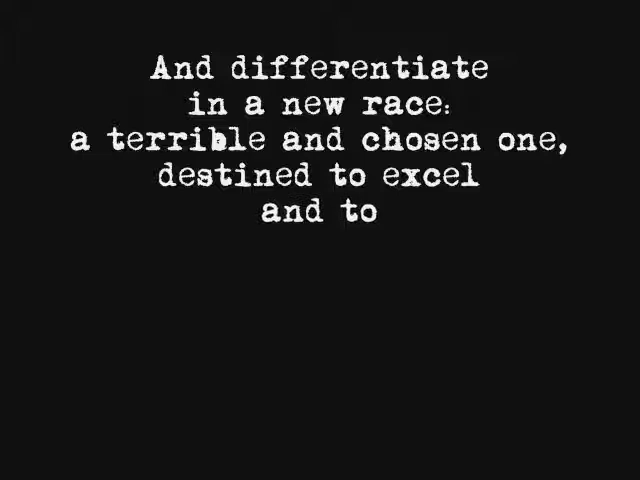 And differentiate
in a new race:
a terrible and chosen one,
destined to excel
and to